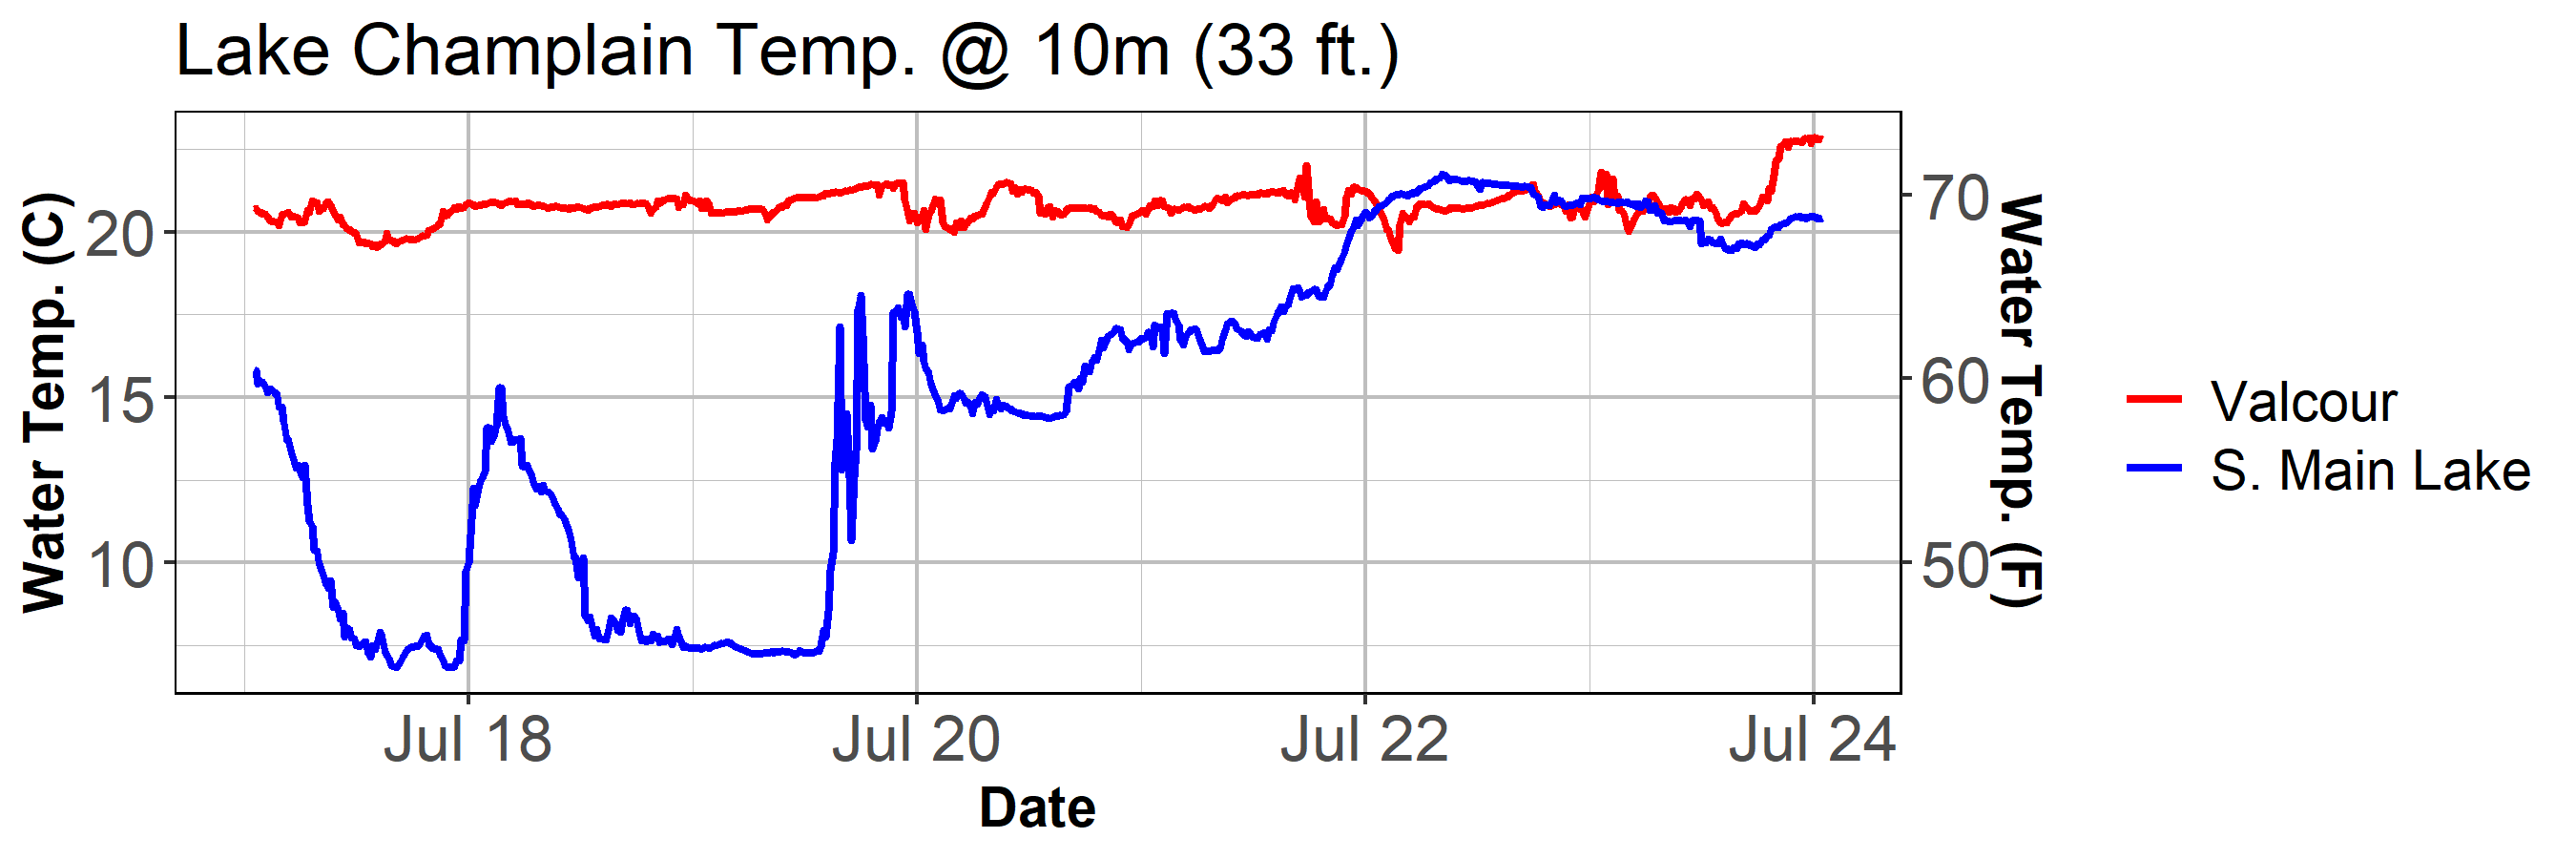 Lake Champlain Temp. @ 10m (33 ft.)
Water Temp. (C)
20
15
10
70
60
50
Water Temp. (F)
Jul 18
Jul 20
Jul 22
Jul 24
Date
Valcour
S. Main Lake